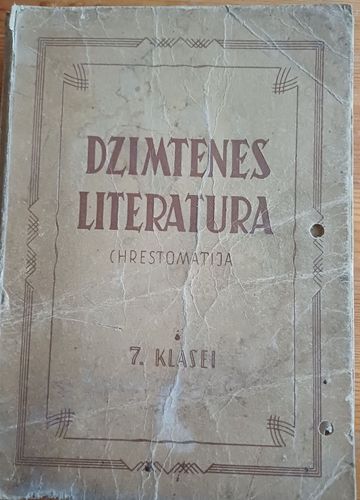 DZIMTENES
LITERATURA
CHRESTOMATIJA
7. KLASEI